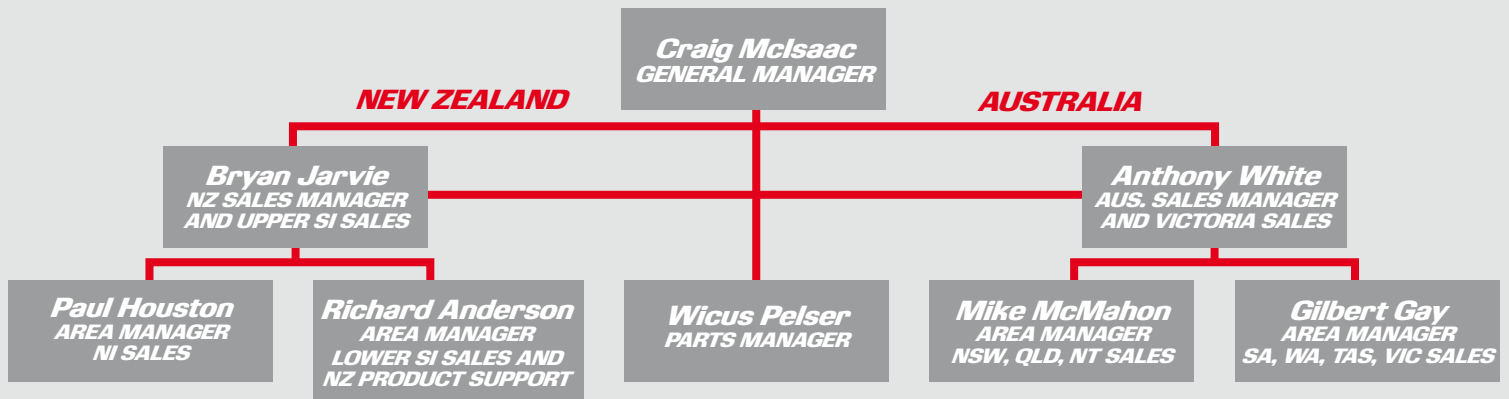 Craig McIsaac
GENERAL MANAGER
NEW ZEALAND
AUSTRALIA
Bryan Jarvie
NZ SALES MANAGER
AND UPPER SI SALES
Anthony White
AUS. SALES MANAGER
AND VICTORIA SALES
Paul Houston
AREA MANAGER
NI SALES
Richard Anderson
AREA MANAGER
LOWER SI SALES AND
NZ PRODUCT SUPPORT
Wicus Pelser
PARTS MANAGER
Mike McMahon
AREA MANAGER
NSW, QLD, NT SALES
Gilbert Gay
AREA MANAGER
SA, WA, TAS, VIC SALES